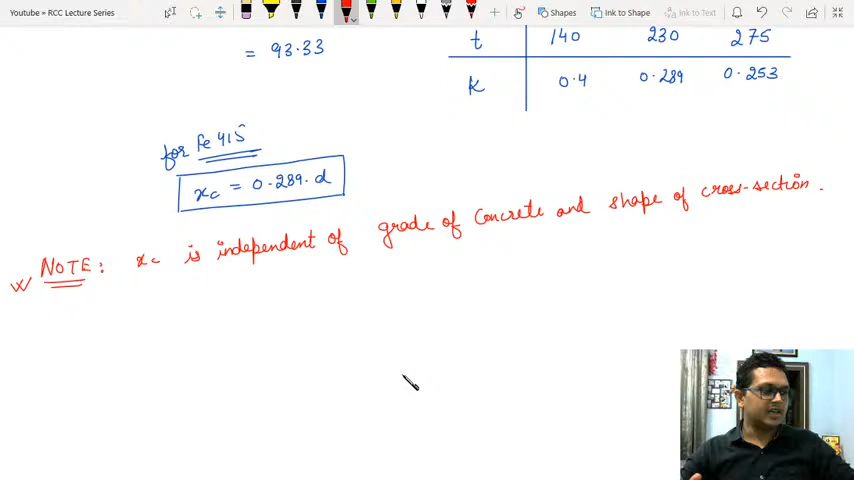 Youtube » RCC Lecture Series
Shapes
Ink to Shape
Ink to Text
= 93.33
t 140 230 275
K 0.4 0.289 0.253
for Fe 415
xc = 0.289.d
NOTE: xc is independent of grade of concrete and shape of cross-section.